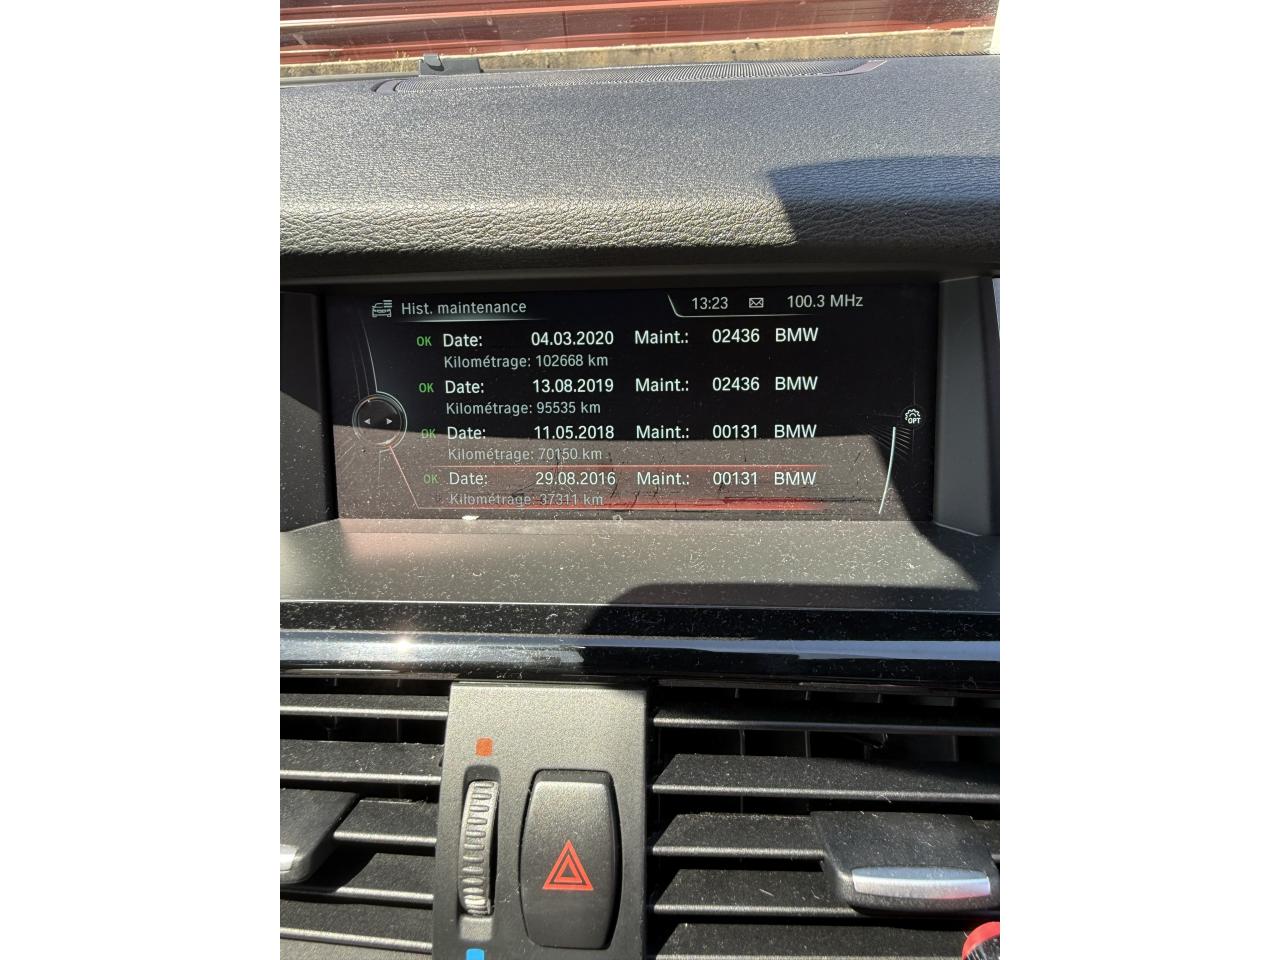 Hist. maintenance 13:23 100.3 MHz
OK Date: 04.03.2020 Maint.: 02436 BMW
Kilométrage: 102668 km
OK Date: 13.08.2019 Maint.: 02436 BMW
Kilométrage: 95535 km
OK Date: 11.05.2018 Maint.: 00131 BMW
Kilométrage: 70150 km
OPT
OK Date: 29.08.2016 Maint.: 00131 BMW
Kilométrage: 37311 km